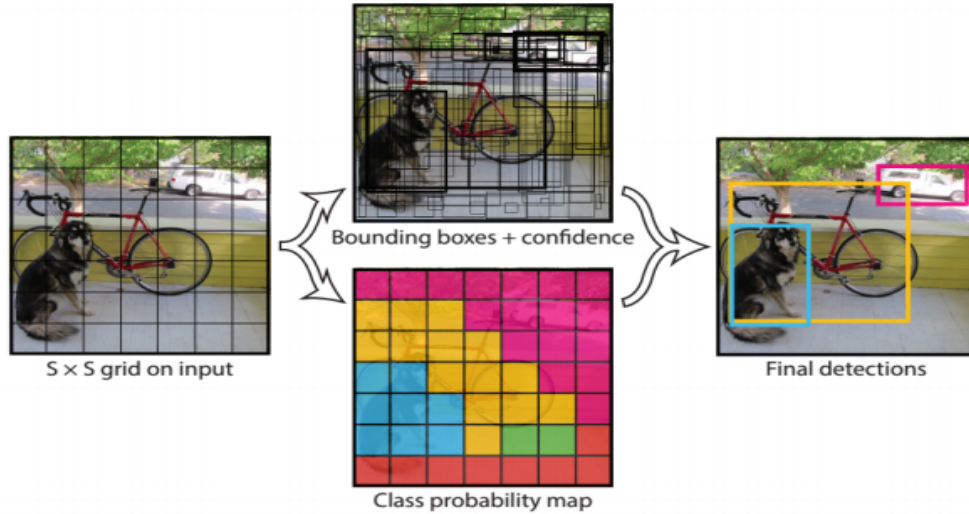 Bounding boxes + confidence
S × S grid on input
Final detections
Class probability map